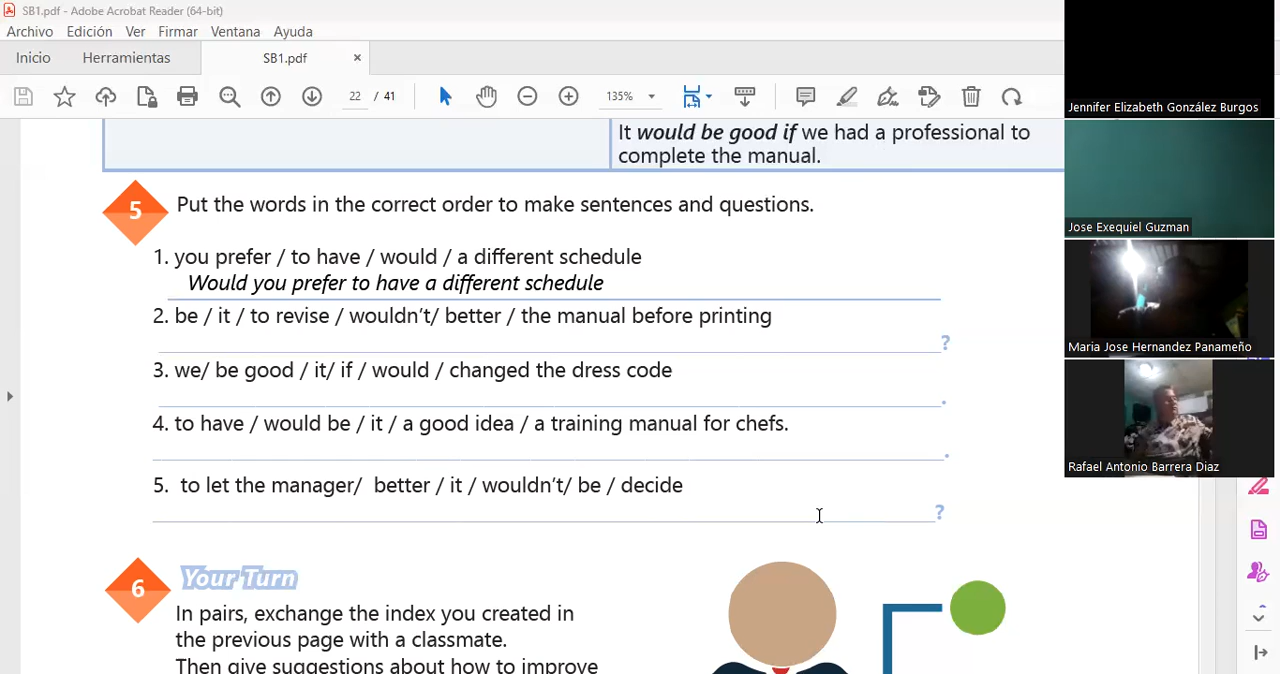 SB1.pdf - Adobe Acrobat Reader (64-bit)
Archivo Edición Ver Firmar Ventana Ayuda
Inicio Herramientas SB1.pdf ×
22 / 41 135%
It would be good if we had a professional to
complete the manual.
5 Put the words in the correct order to make sentences and questions.
1. you prefer / to have / would / a different schedule
Would you prefer to have a different schedule
2. be / it / to revise / wouldn't/ better / the manual before printing
?
3. we/ be good / it/ if / would / changed the dress code
.
4. to have / would be / it / a good idea / a training manual for chefs.
.
5. to let the manager/ better / it / wouldn't/ be / decide
?
6 Your Turn
In pairs, exchange the index you created in
the previous page with a classmate.
Then give suggestions about how to improve
Jennifer Elizabeth González Burgos
Jose Exequiel Guzman
Maria Jose Hernandez Panameño
Rafael Antonio Barrera Diaz